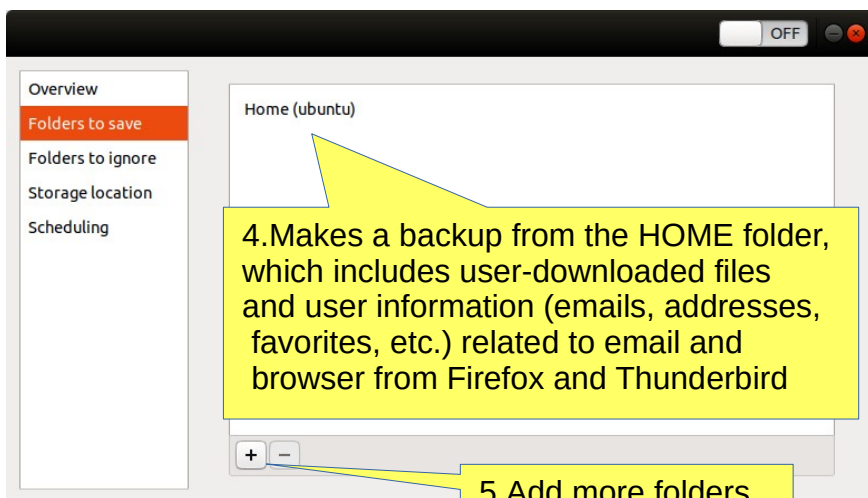 OFF
Overview
Folders to save
Folders to ignore
Storage location
Scheduling
Home (ubuntu)
4.Makes a backup from the HOME folder,
which includes user-downloaded files
and user information (emails, addresses,
favorites, etc.) related to email and
browser from Firefox and Thunderbird
5.Add more folders